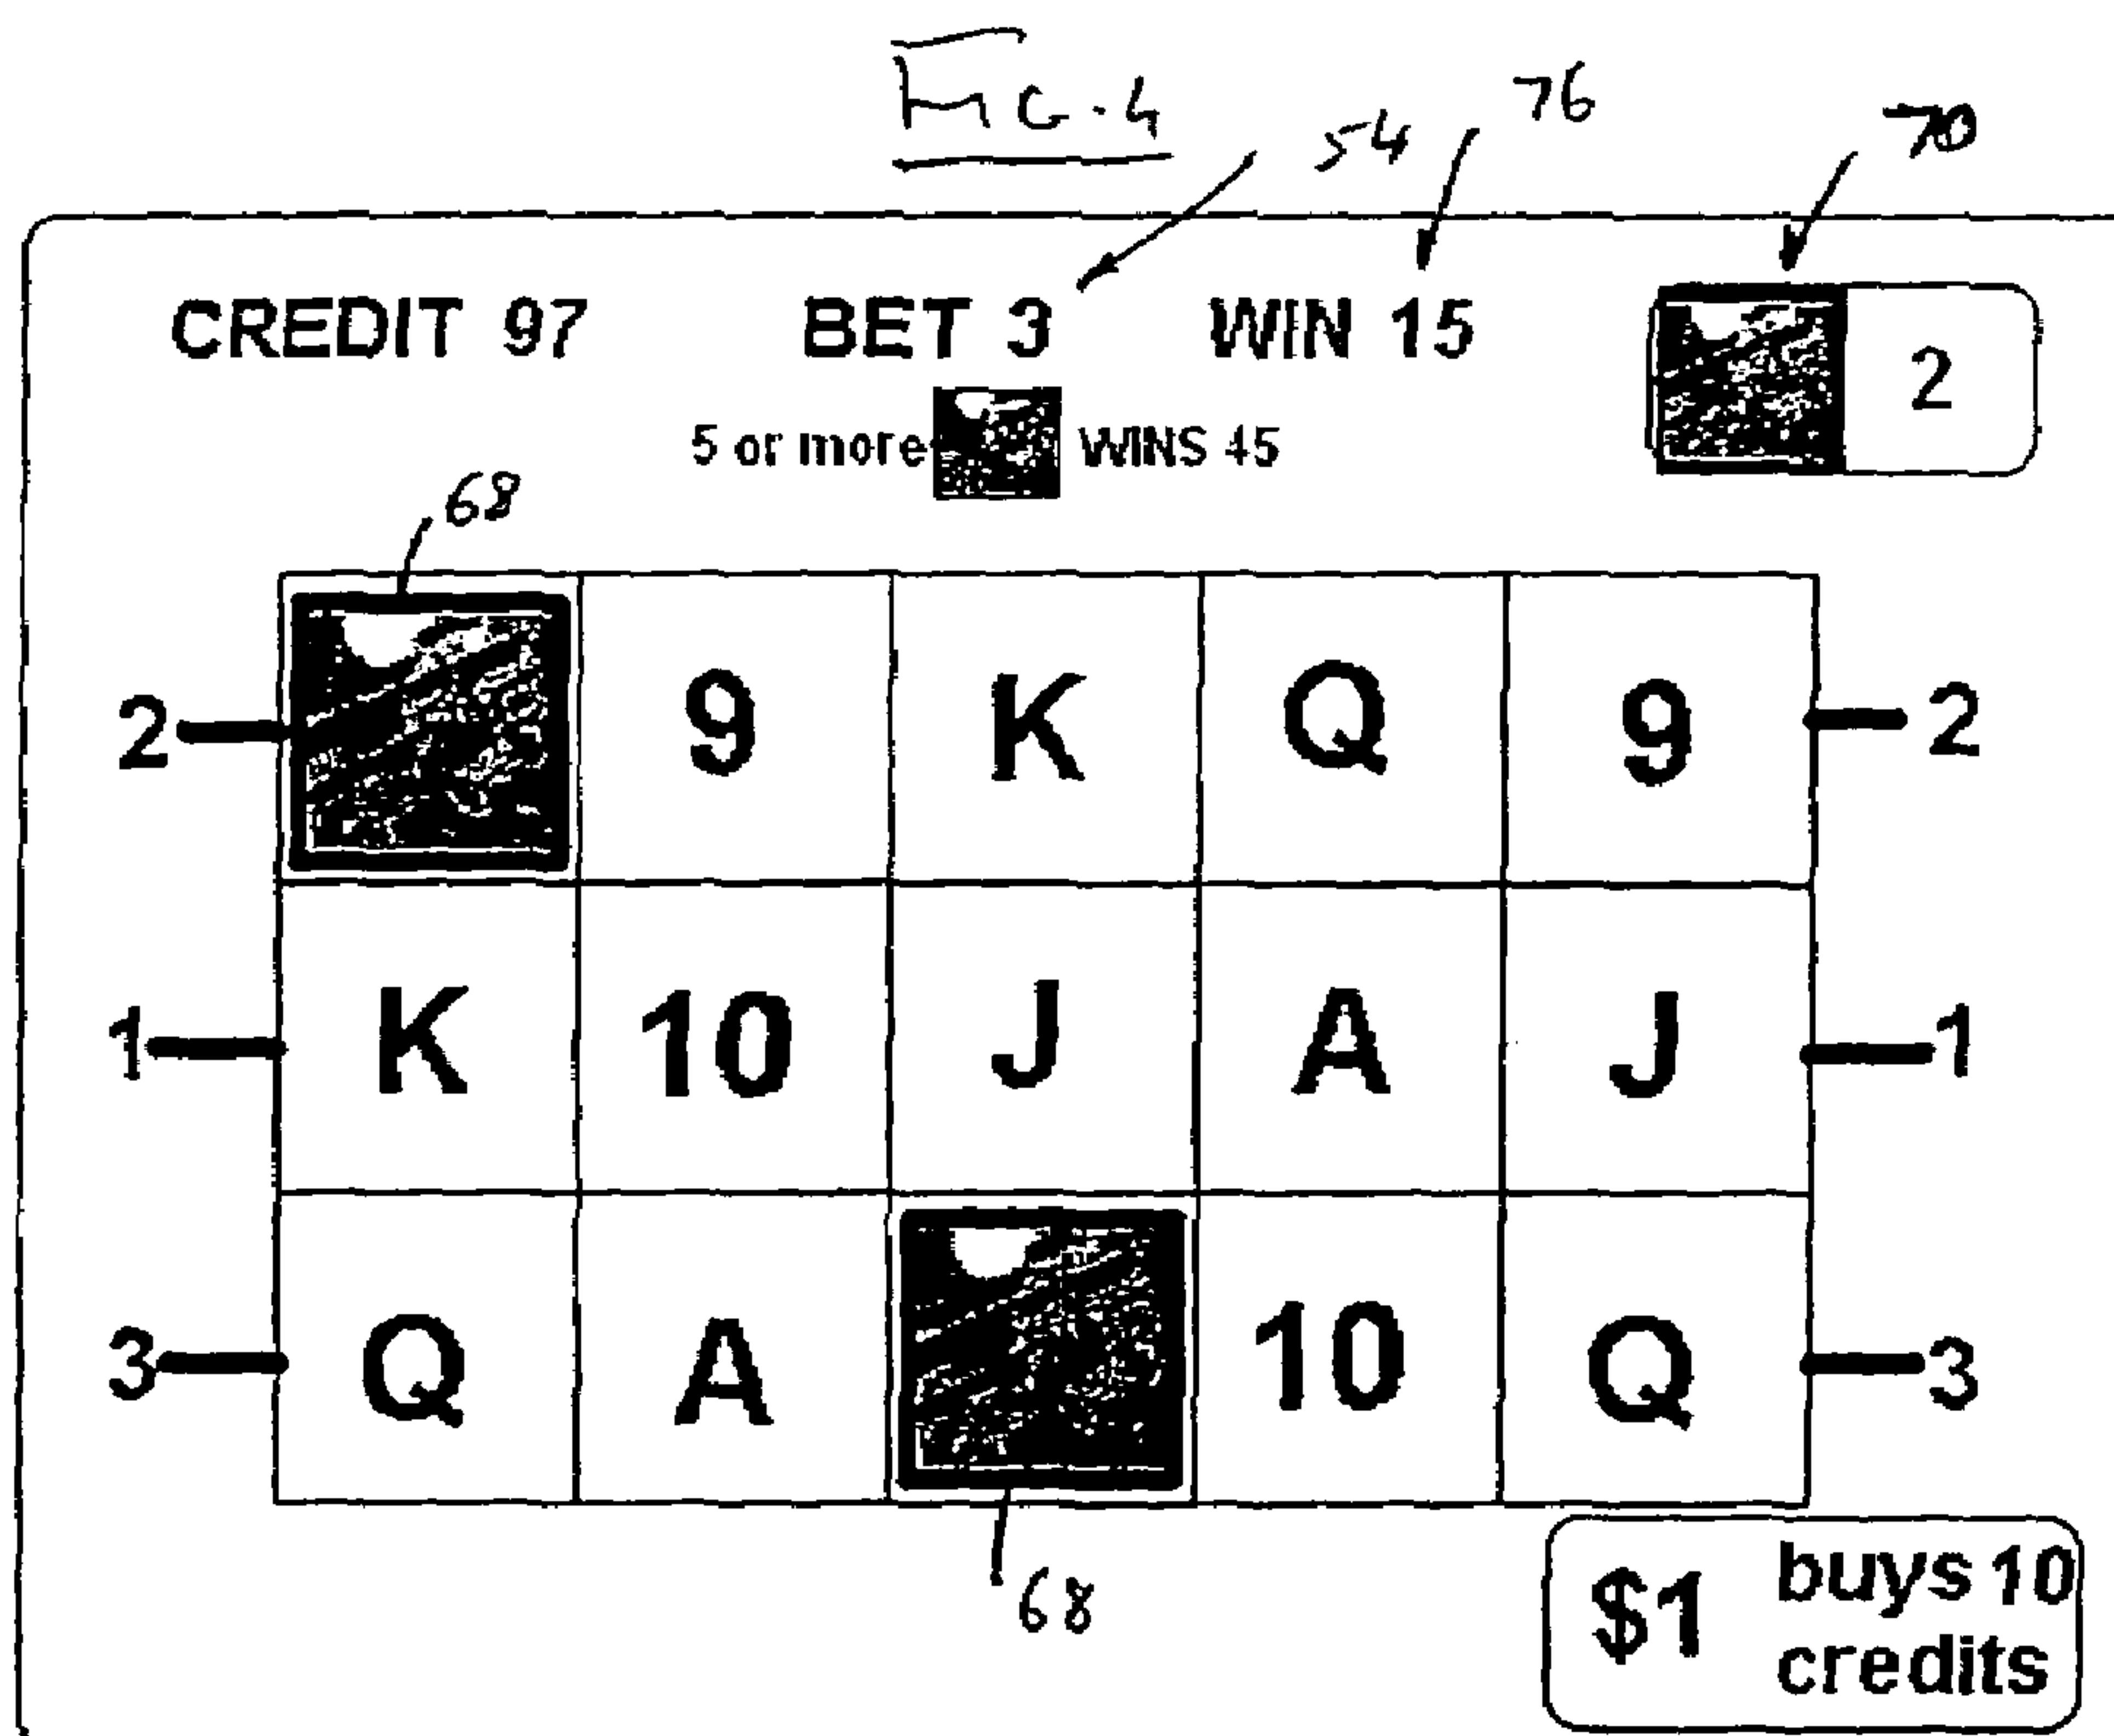 FIG.4
54 76 70
CREDIT 97 BET 3 WIN 15
2
5 or more WINS 45
68
2 9 K Q 9 2
1 K 10 J A J 1
3 Q A 10 Q 3
68
$1 buys 10
credits